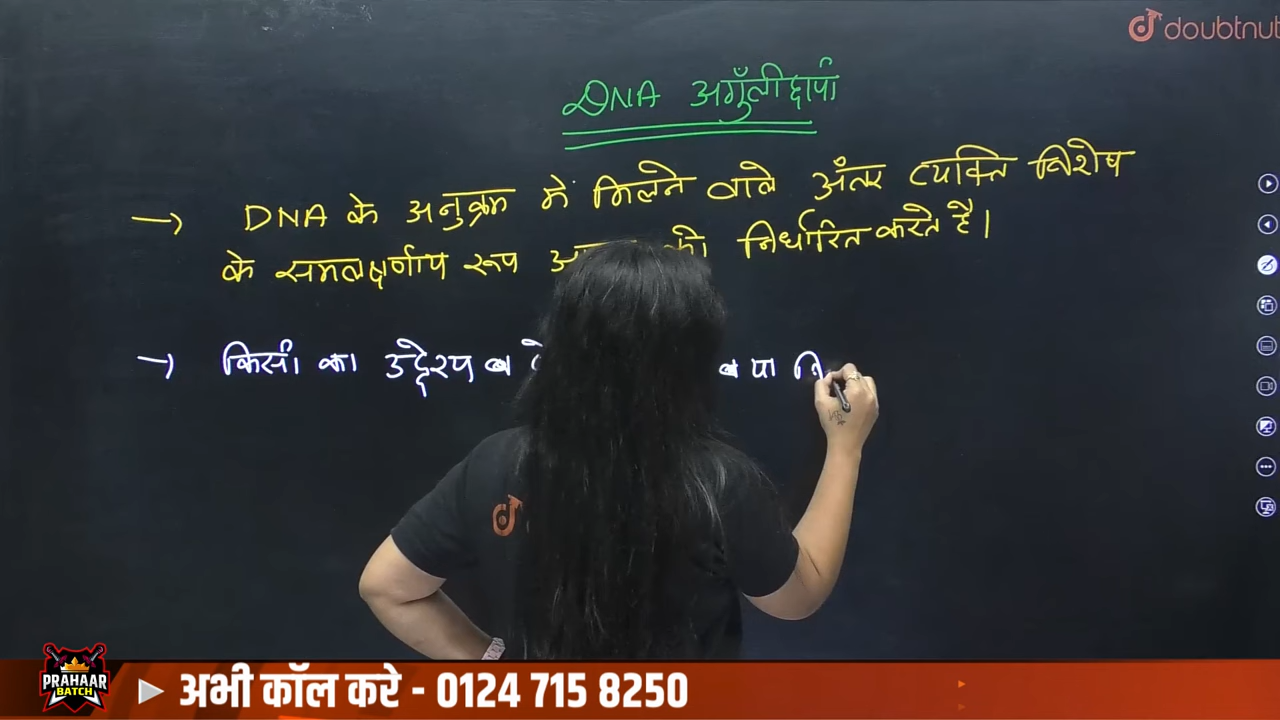 doubtnut
DNA अगुँलीछापी
→ DNA के अनुक्रम में मिलने वाले अंतर व्यक्ति विशेष
के समलक्षणीय रूप को निर्धारित करते है।
→ किसी का उद्देश्य ब या
PRAHAAR
BATCH
अभी कॉल करे - 0124 715 8250